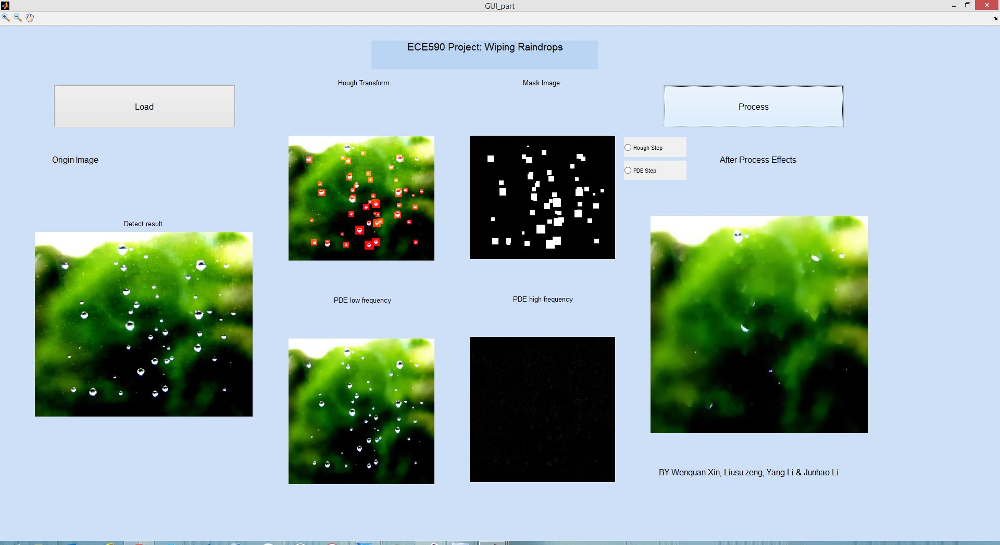 GUI_part
ECE590 Project: Wiping Raindrops
Hough Transform
Mask Image
Load
Process
Hough Step
Origin Image
After Process Effects
PDE Step
Detect result
PDE low frequency
PDE high frequency
BY Wenquan Xin, Liusu zeng, Yang Li & Junhao Li